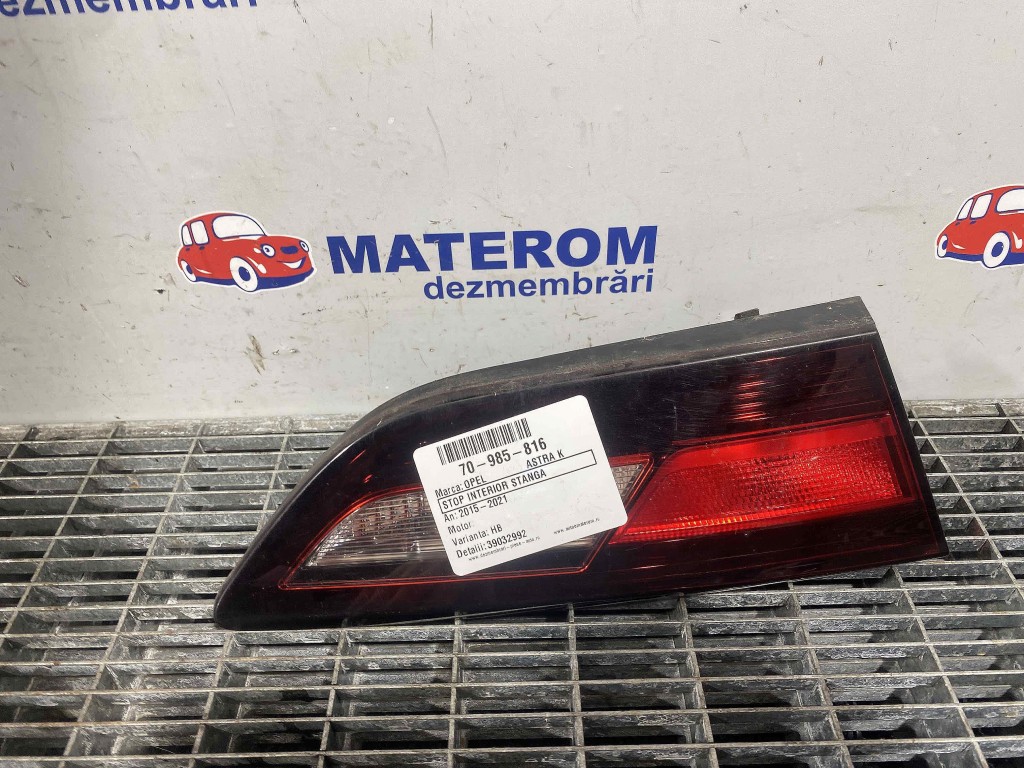 dezmembrări
MATEROM
dezmembrări
70-985-816
Marca: OPEL ASTRA K
STOP INTERIOR STANGA
An: 2015-2021
Motor:
Varianta: HB
Detalii: 39032992